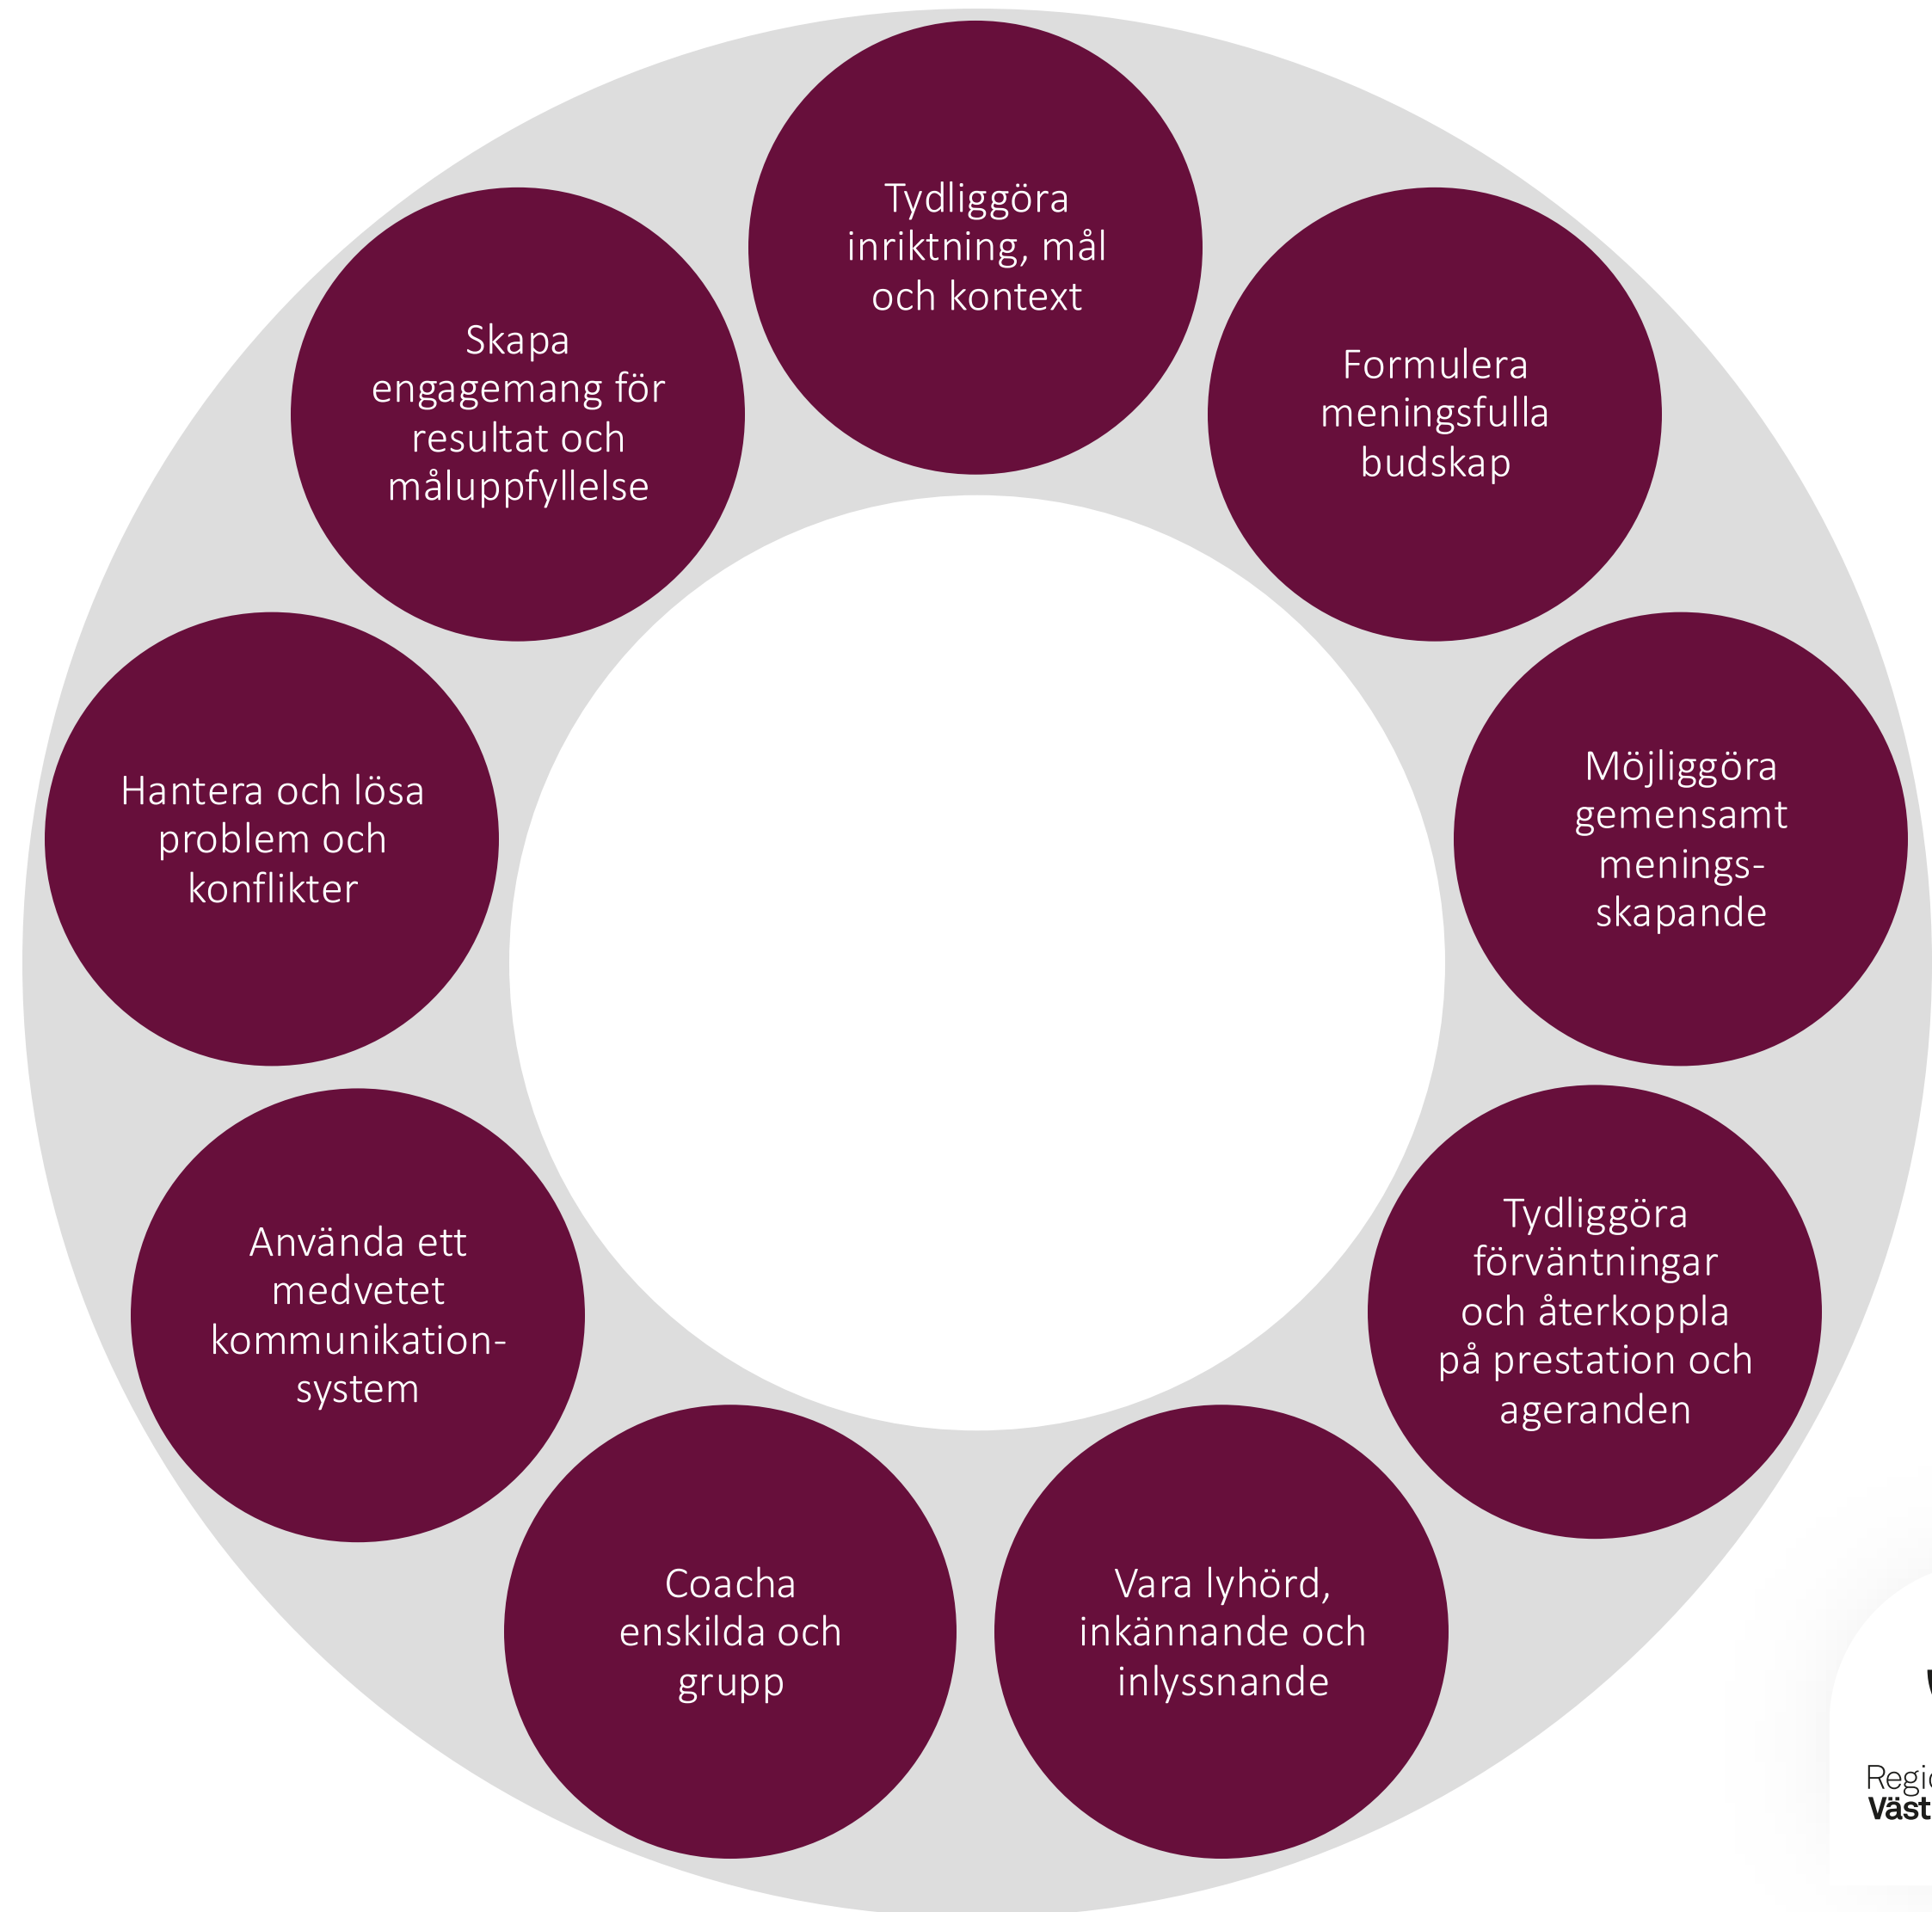 Tydliggöra
inriktning, mål
och kontext
Formulera
meningsfulla
budskap
Möjliggöra
gemensamt
menings-
skapande
Tydliggöra
förväntningar
och återkoppla
på prestation och
ageranden
Vara lyhörd,
inkännande och
inlyssnande
Coacha
enskilda och
grupp
Använda ett
medvetet
kommunikation-
system
Hantera och lösa
problem och
konflikter
Skapa
engagemang för
resultat och
måluppfyllelse